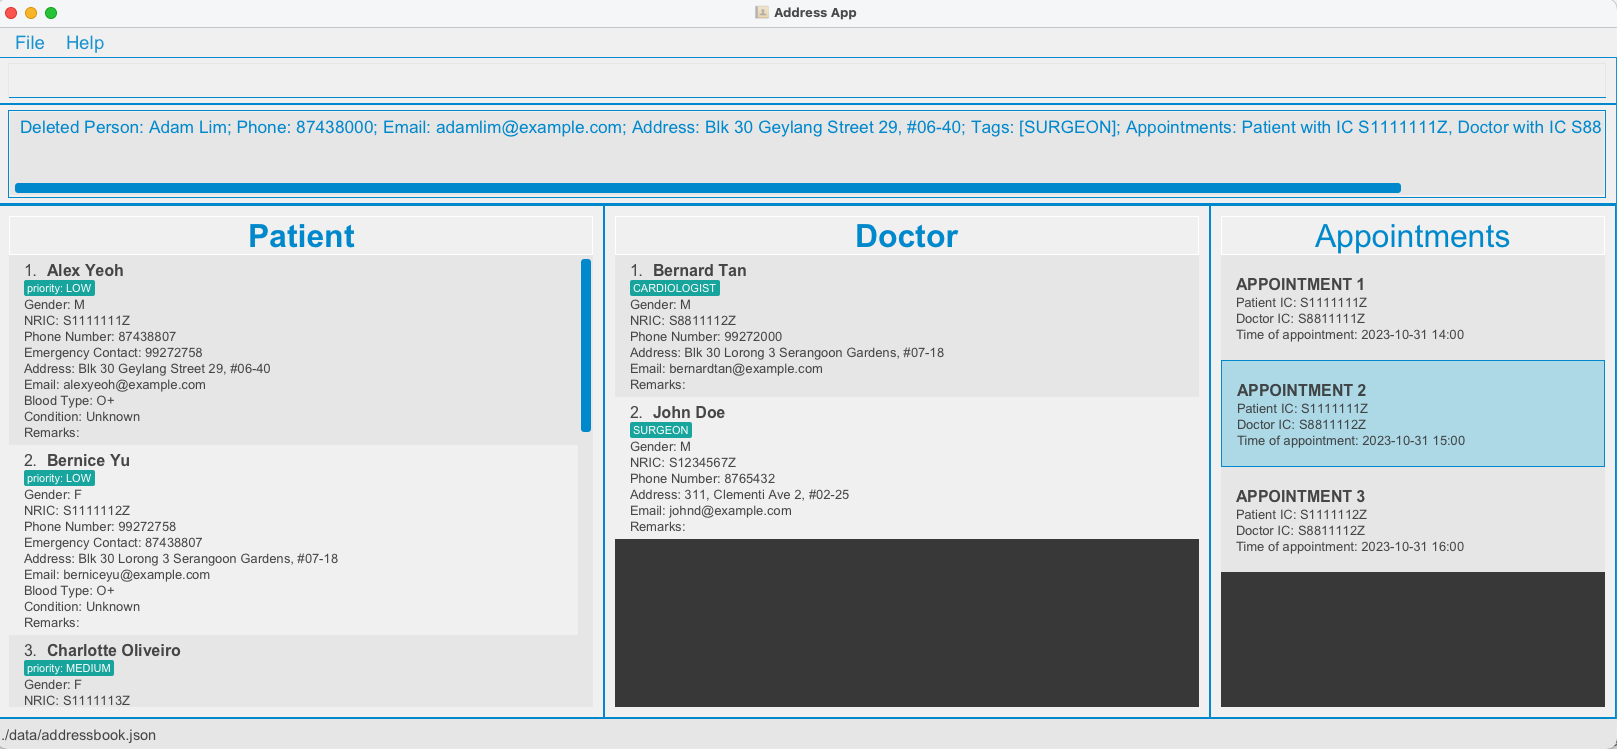 Address App
File Help
Deleted Person: Adam Lim; Phone: 87438000; Email: adamlim@example.com; Address: Blk 30 Geylang Street 29, #06-40; Tags: [SURGEON]; Appointments: Patient with IC S1111111Z, Doctor with IC S88
Patient
1. Alex Yeoh
priority: LOW
Gender: M
NRIC: S1111111Z
Phone Number: 87438807
Emergency Contact: 99272758
Address: Blk 30 Geylang Street 29, #06-40
Email: alexyeoh@example.com
Blood Type: O+
Condition: Unknown
Remarks:
2. Bernice Yu
priority: LOW
Gender: F
NRIC: S1111112Z
Phone Number: 99272758
Emergency Contact: 87438807
Address: Blk 30 Lorong 3 Serangoon Gardens, #07-18
Email: berniceyu@example.com
Blood Type: O+
Condition: Unknown
Remarks:
3. Charlotte Oliveiro
priority: MEDIUM
Gender: F
NRIC: S1111113Z
Doctor
1. Bernard Tan
CARDIOLOGIST
Gender: M
NRIC: S8811112Z
Phone Number: 99272000
Address: Blk 30 Lorong 3 Serangoon Gardens, #07-18
Email: bernardtan@example.com
Remarks:
2. John Doe
SURGEON
Gender: M
NRIC: S1234567Z
Phone Number: 8765432
Address: 311, Clementi Ave 2, #02-25
Email: johnd@example.com
Remarks:
Appointments
APPOINTMENT 1
Patient IC: S1111111Z
Doctor IC: S8811111Z
Time of appointment: 2023-10-31 14:00
APPOINTMENT 2
Patient IC: S1111111Z
Doctor IC: S8811112Z
Time of appointment: 2023-10-31 15:00
APPOINTMENT 3
Patient IC: S1111112Z
Doctor IC: S8811112Z
Time of appointment: 2023-10-31 16:00
./data/addressbook.json